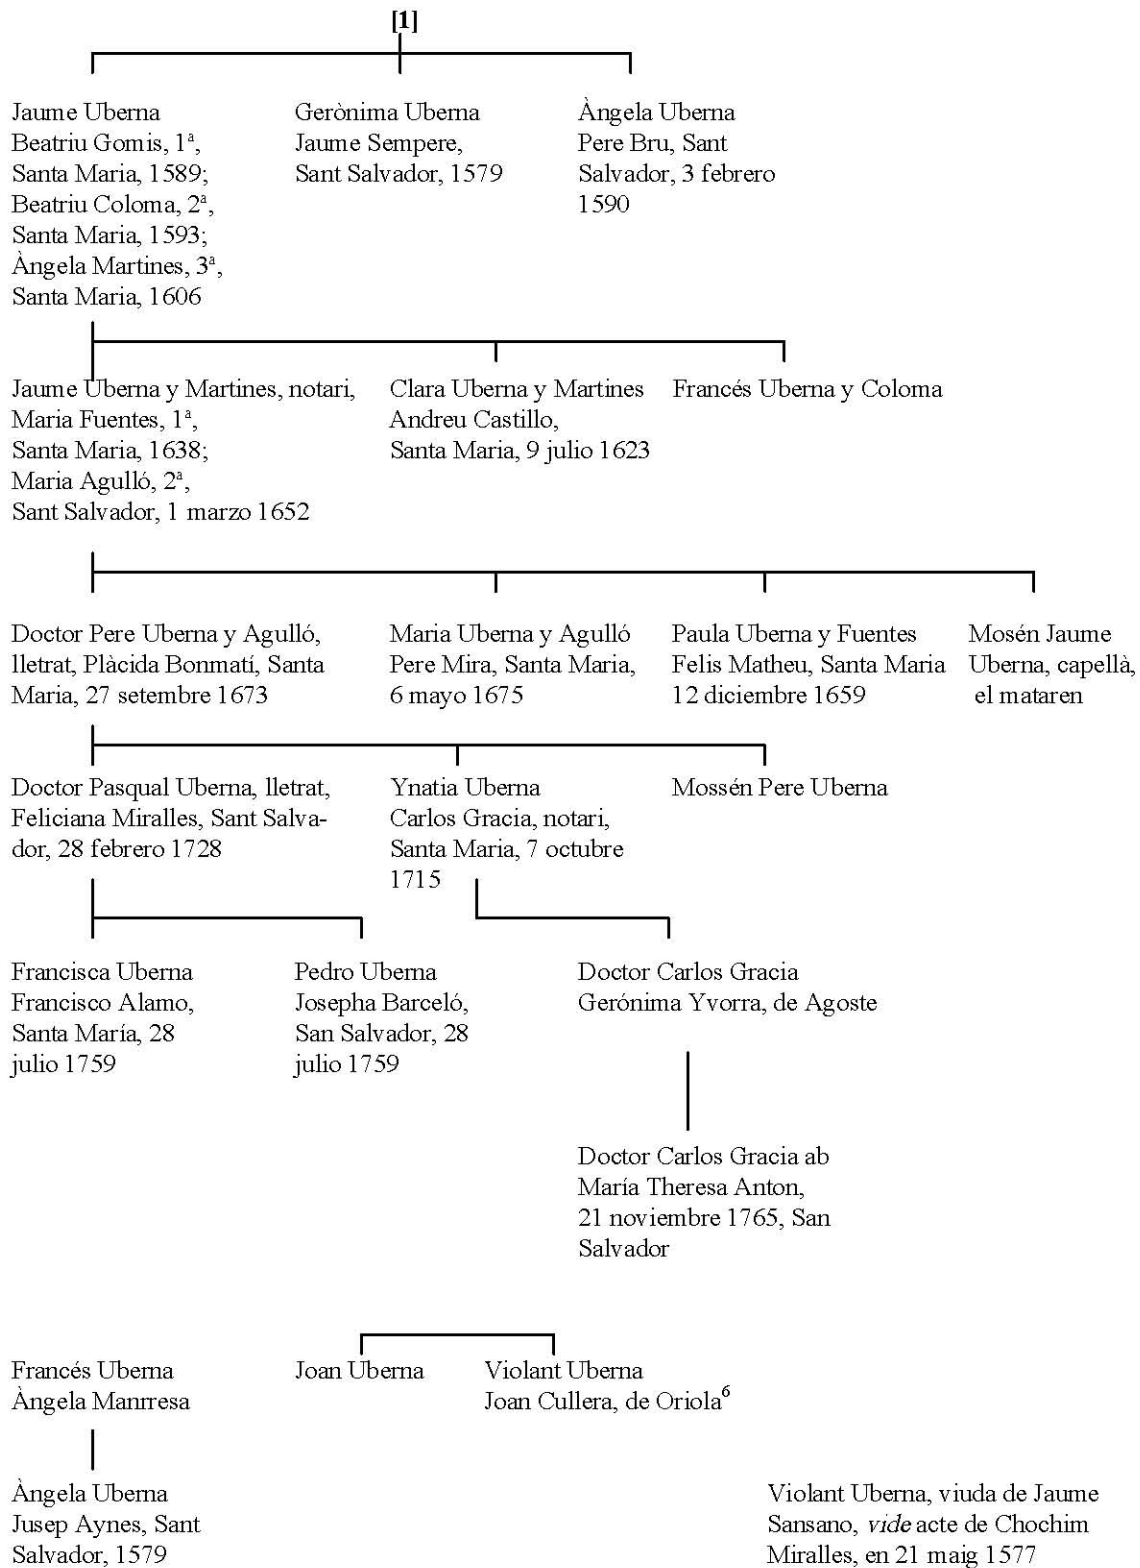 [1]
Jaume Uberna
Beatriu Gomis, 1ª,
Santa Maria, 1589;
Beatriu Coloma, 2ª,
Santa Maria, 1593;
Àngela Martines, 3ª,
Santa Maria, 1606
Gerònima Uberna
Jaume Sempere,
Sant Salvador, 1579
Àngela Uberna
Pere Bru, Sant
Salvador, 3 febrero
1590
Jaume Uberna y Martines, notari,
Maria Fuentes, 1ª,
Santa Maria, 1638;
Maria Agulló, 2ª,
Sant Salvador, 1 marzo 1652
Clara Uberna y Martines
Andreu Castillo,
Santa Maria, 9 julio 1623
Francés Uberna y Coloma
Doctor Pere Uberna y Agulló,
lletrat, Plàcida Bonmatí, Santa
Maria, 27 setembre 1673
Maria Uberna y Agulló
Pere Mira, Santa Maria,
6 mayo 1675
Paula Uberna y Fuentes
Felis Matheu, Santa Maria
12 diciembre 1659
Mosén Jaume
Uberna, capellà,
el mataren
Doctor Pasqual Uberna, lletrat,
Feliciana Miralles, Sant Salva-
dor, 28 febrero 1728
Ynatia Uberna
Carlos Gracia, notari,
Santa Maria, 7 octubre
1715
Mossén Pere Uberna
Francisca Uberna
Francisco Alamo,
Santa María, 28
julio 1759
Pedro Uberna
Josepha Barceló,
San Salvador, 28
julio 1759
Doctor Carlos Gracia
Gerónima Yvorra, de Agoste
Doctor Carlos Gracia ab
María Theresa Anton,
21 noviembre 1765, San
Salvador
Francés Uberna
Àngela Manrresa
Joan Uberna
Violant Uberna
Joan Cullera, de Oriola⁶
Àngela Uberna
Jusep Aynes, Sant
Salvador, 1579
Violant Uberna, viuda de Jaume
Sansano, vide acte de Chochim
Miralles, en 21 maig 1577